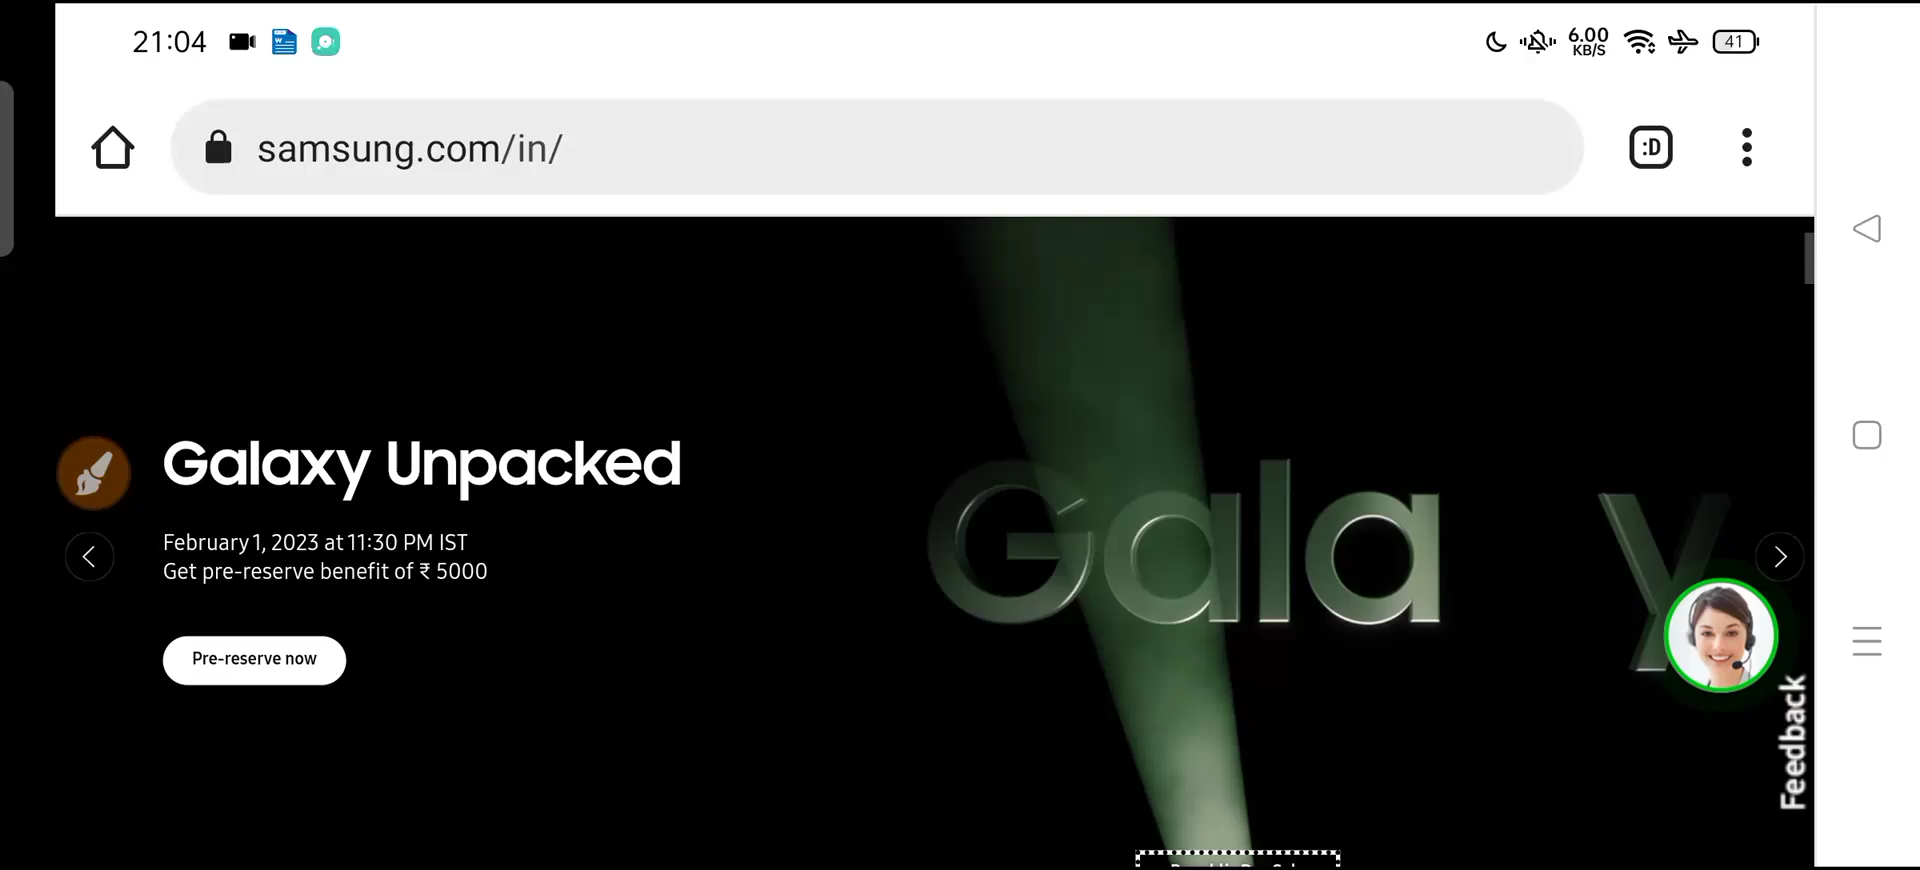 21:04
6.00
KB/S
41
samsung.com/in/
:D
Galaxy Unpacked
February 1, 2023 at 11:30 PM IST
Get pre-reserve benefit of ₹ 5000
Pre-reserve now
Gala y
Feedback